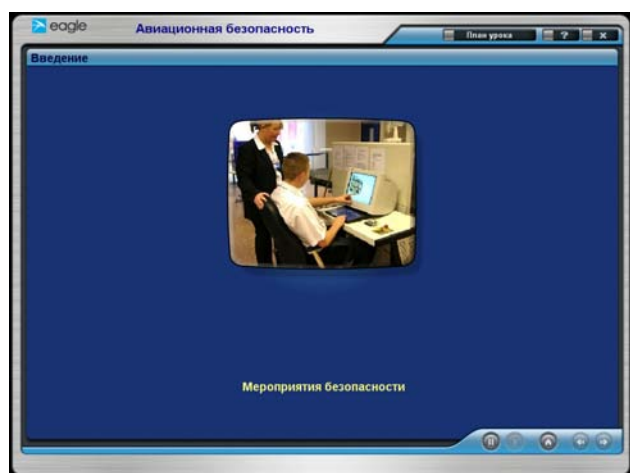 eagle
Авиационная безопасность
План урока
?
x
Введение
Мероприятия безопасности